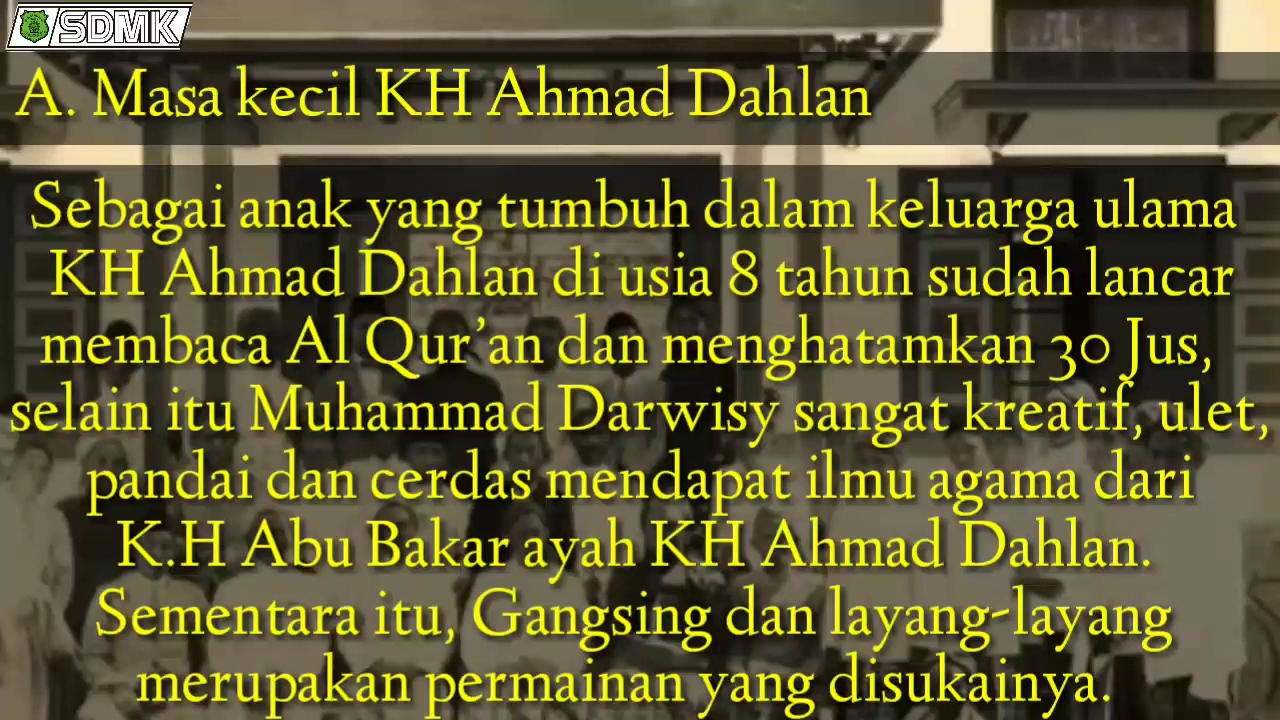 SDMK
A. Masa kecil KH Ahmad Dahlan
Sebagai anak yang tumbuh dalam keluarga ulama
KH Ahmad Dahlan di usia 8 tahun sudah lancar
membaca Al Qur'an dan menghatamkan 30 Jus,
selain itu Muhammad Darwisy sangat kreatif, ulet,
pandai dan cerdas mendapat ilmu agama dari
K.H Abu Bakar ayah KH Ahmad Dahlan.
Sementara itu, Gangsing dan layang-layang
merupakan permainan yang disukainya.